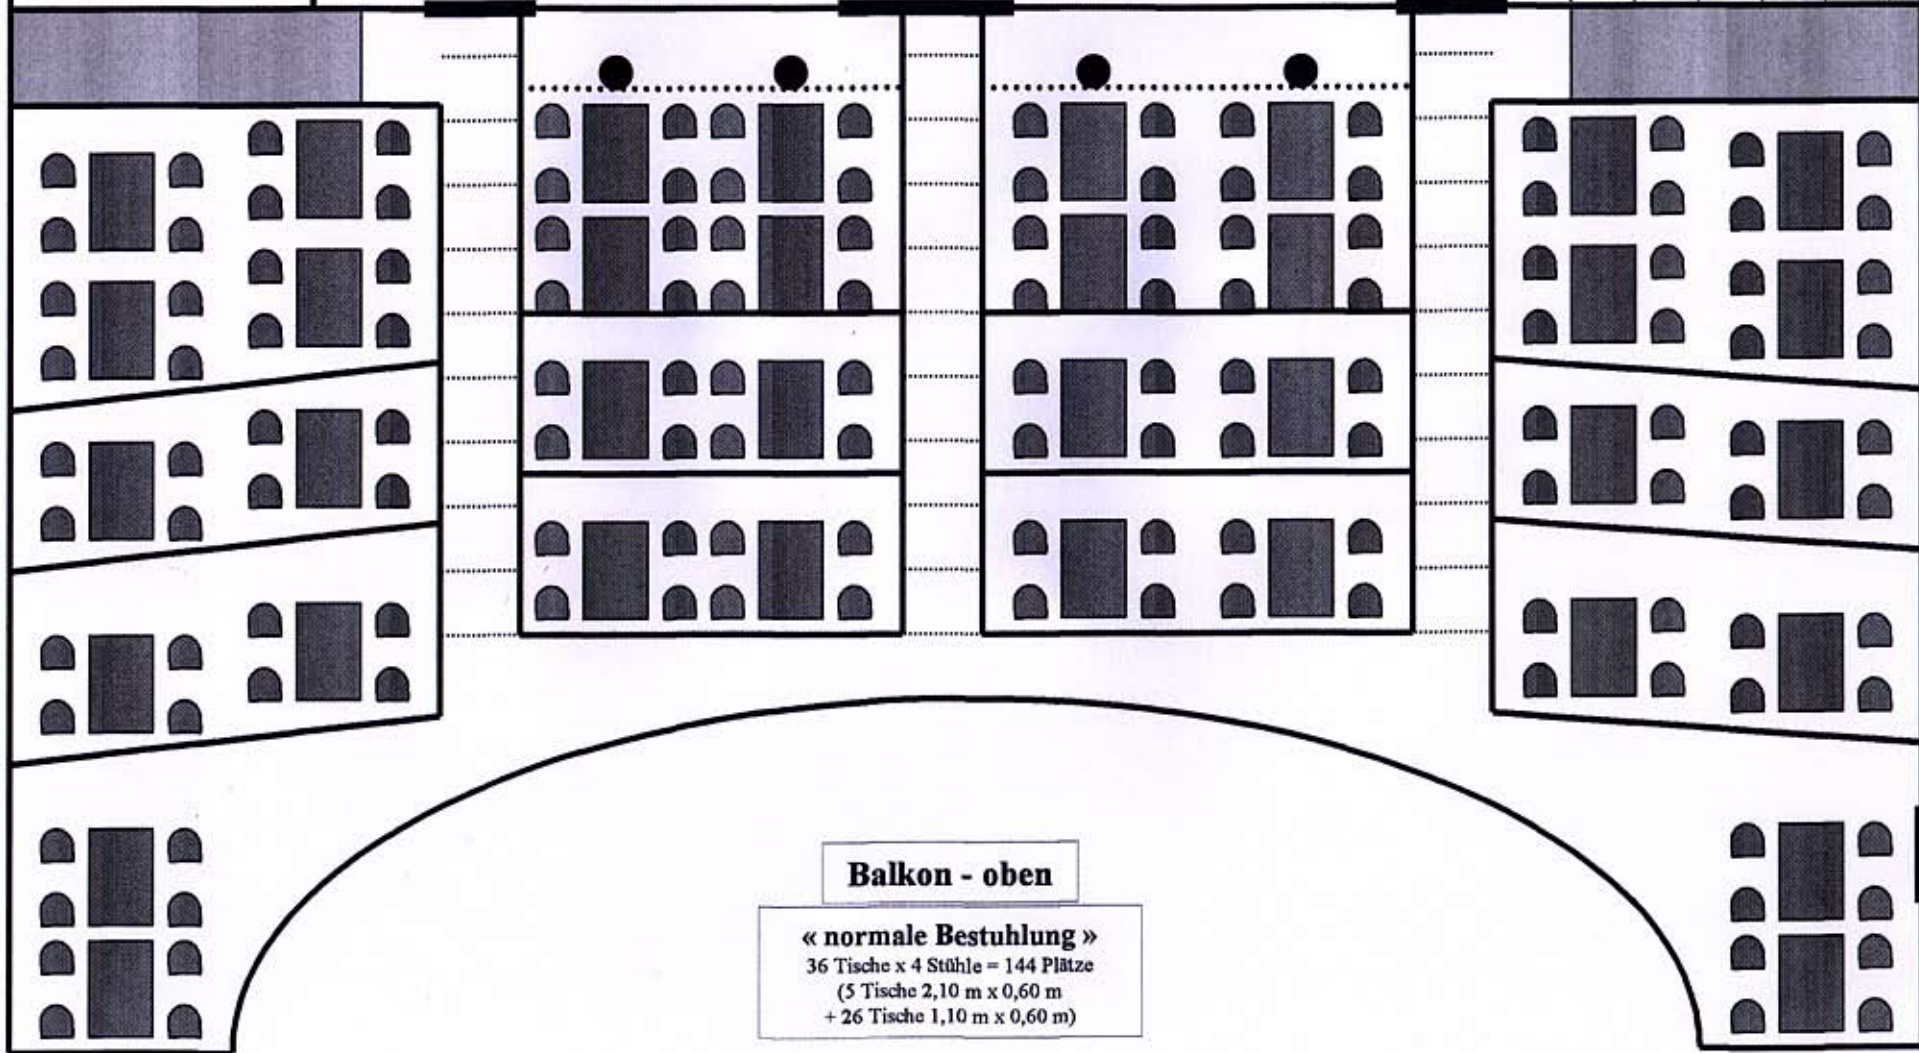 Balkon - oben
« normale Bestuhlung »
36 Tische x 4 Stühle = 144 Plätze
(5 Tische 2,10 m x 0,60 m
+ 26 Tische 1,10 m x 0,60 m)